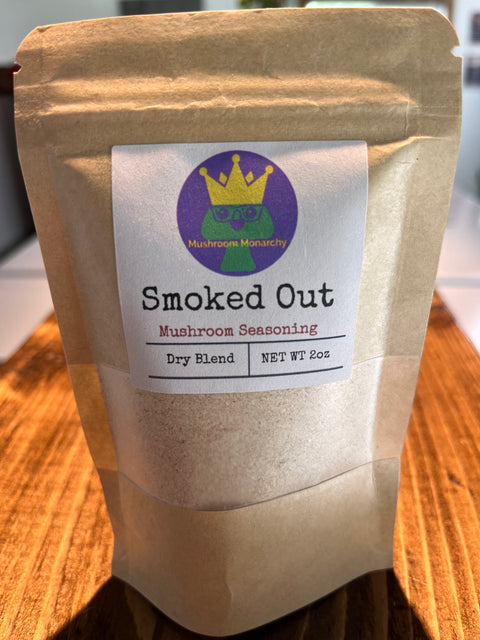 Mushroom Monarchy
Smoked Out
Mushroom Seasoning
Dry Blend
NET WT 2oz